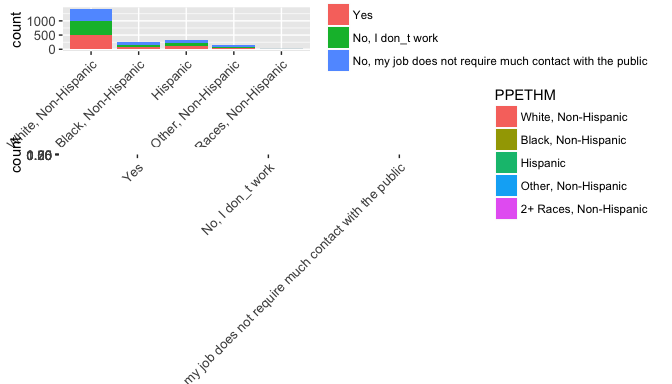 count
1000
500
0
White, Non-Hispanic
Black, Non-Hispanic
Hispanic
Other, Non-Hispanic
Races, Non-Hispanic
Yes
No, I don_t work
No, my job does not require much contact with the public
count
Yes
No, I don_t work
my job does not require much contact with the public
PPETHM
White, Non-Hispanic
Black, Non-Hispanic
Hispanic
Other, Non-Hispanic
2+ Races, Non-Hispanic